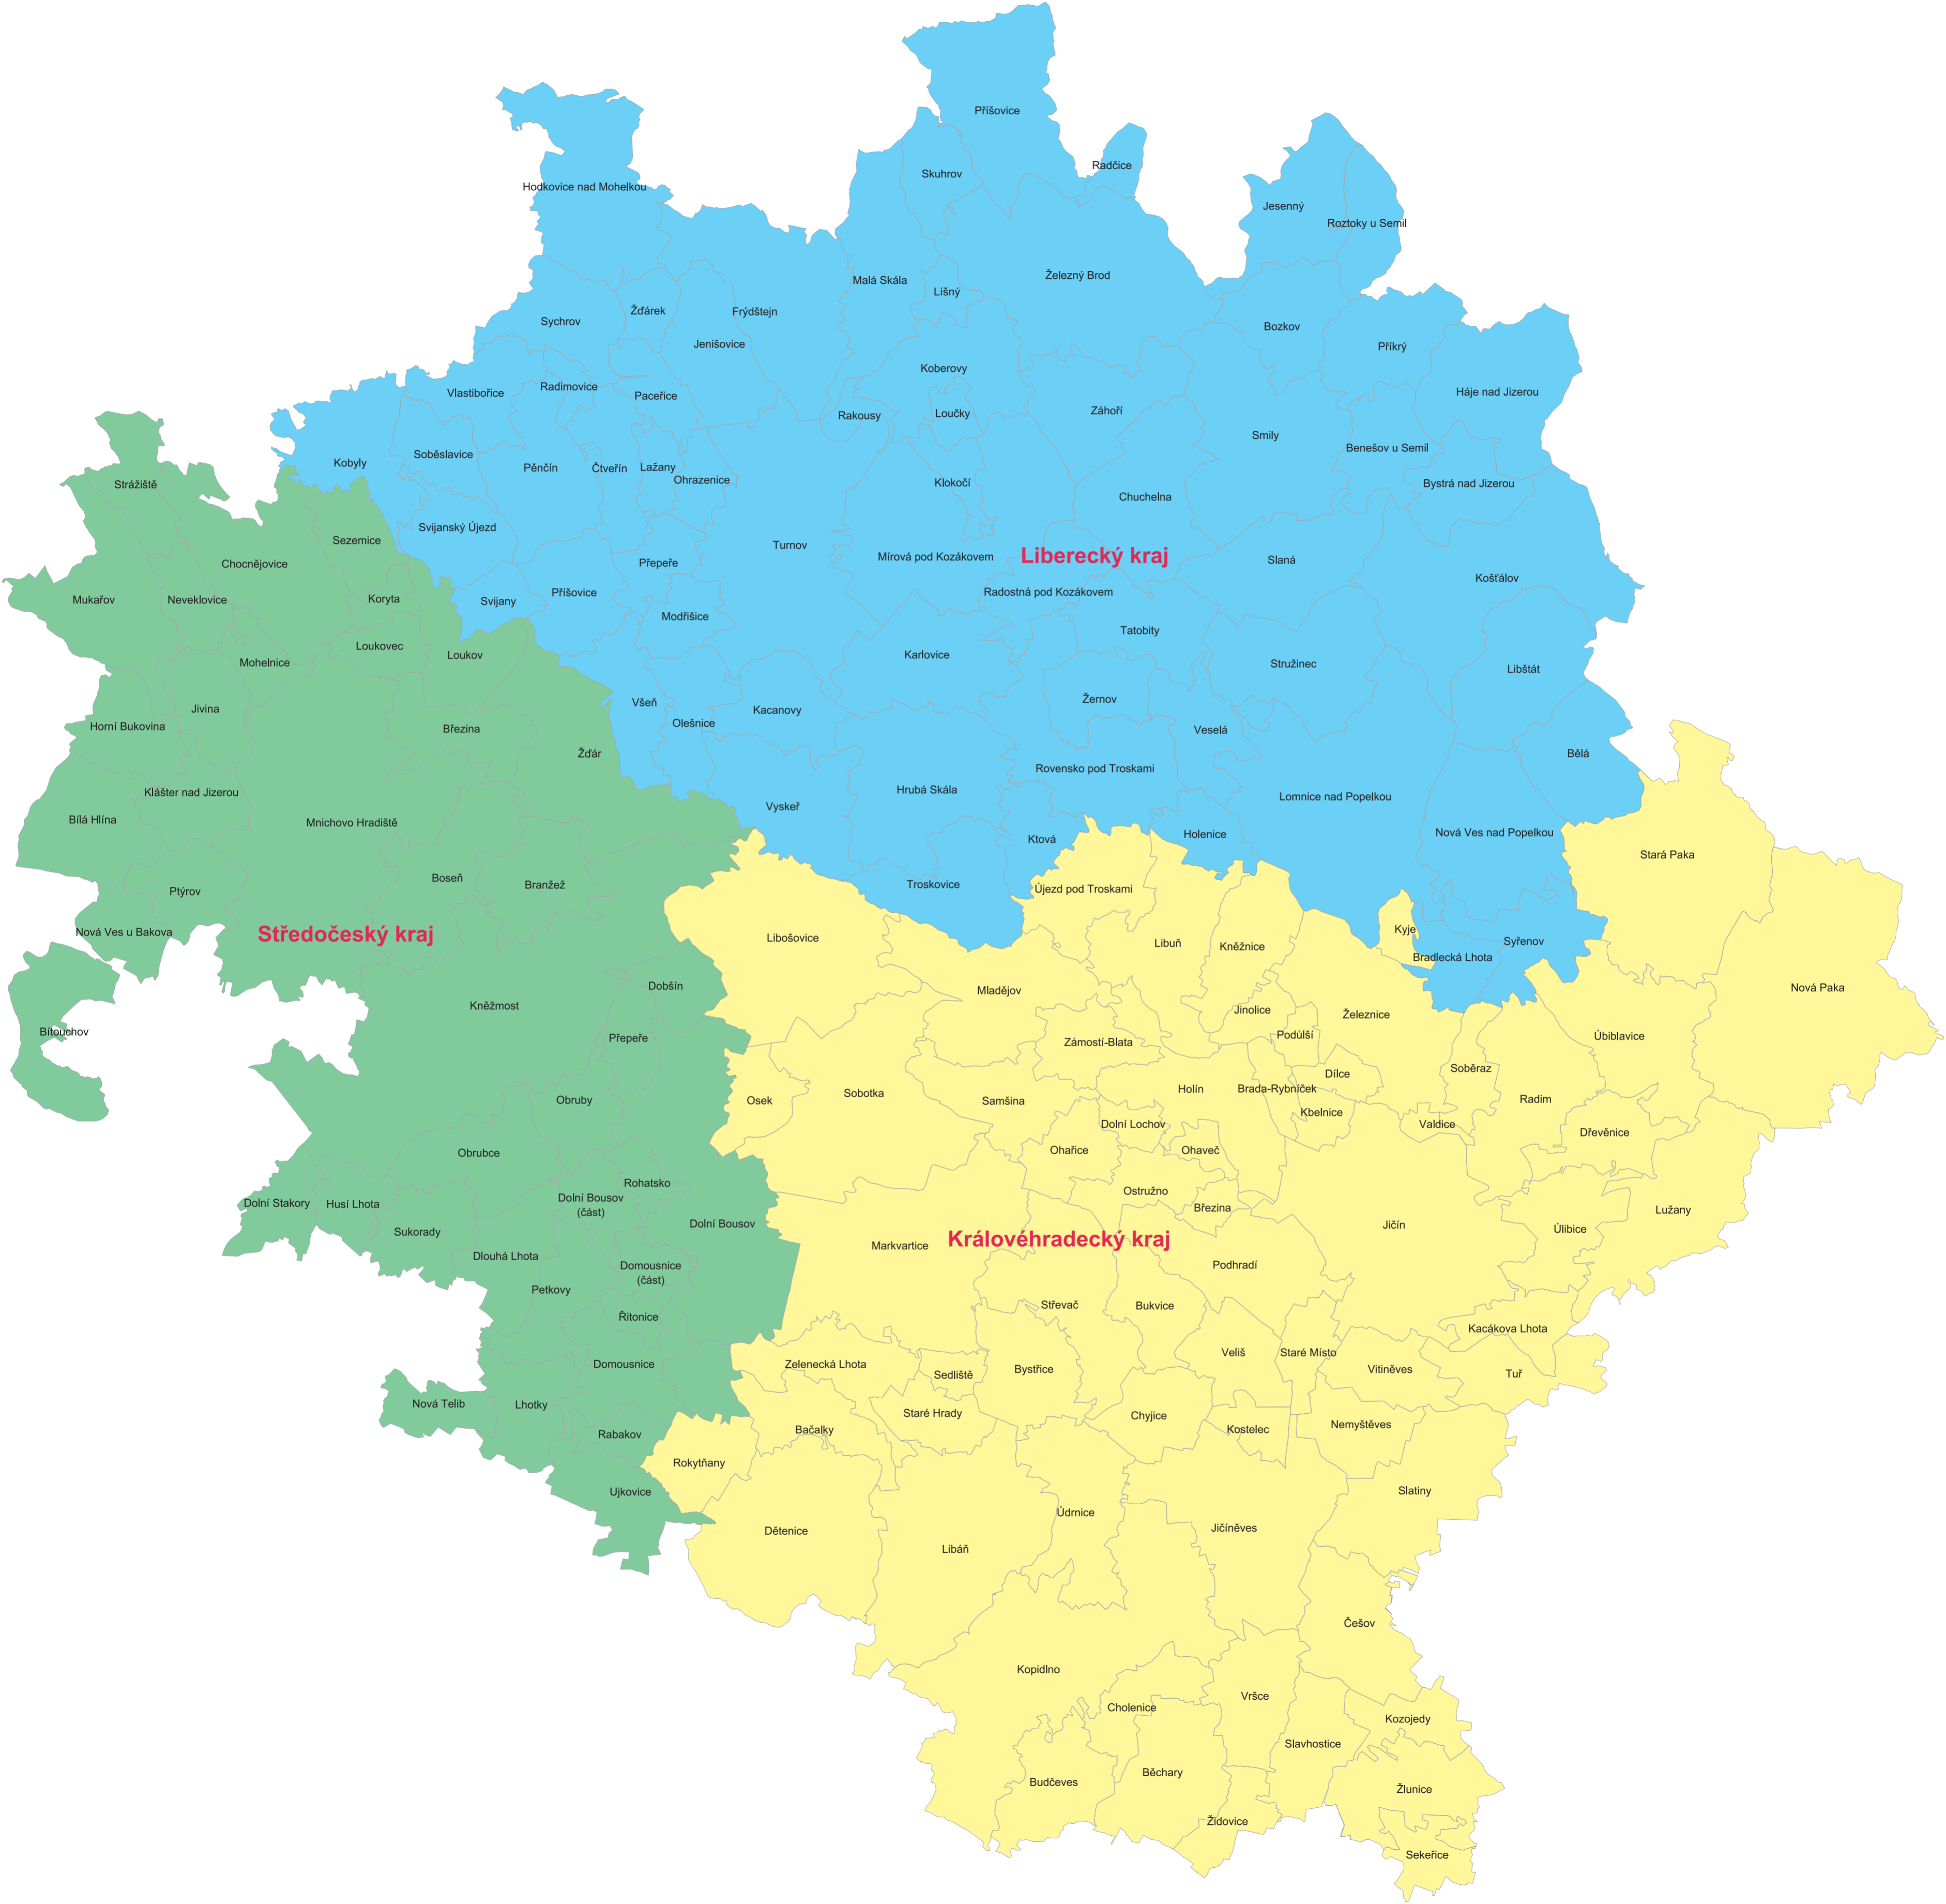 Příšovice
Radčice
Skuhrov
Hodkovice nad Mohelkou
Jesenný
Roztoky u Semil
Železný Brod
Malá Skála
Líšný
Žďárek
Frýdštejn
Sychrov
Bozkov
Jenišovice
Příkrý
Koberovy
Radimovice
Vlastibořice
Háje nad Jizerou
Paceřice
Záhoří
Loučky
Rakousy
Smily
Benešov u Semil
Soběslavice
Kobyly
Pěnčín
Čtveřín
Lažany
Ohrazenice
Klokočí
Bystrá nad Jizerou
Strážiště
Chuchelna
Svijanský Újezd
Sezemice
Turnov
Mírová pod Kozákovem
Liberecký kraj
Slaná
Chocnějovice
Přepeře
Košťálov
Příšovice
Radostná pod Kozákovem
Mukařov
Neveklovice
Koryta
Svijany
Modřišice
Tatobity
Loukovec
Loukov
Karlovice
Mohelnice
Stružinec
Libštát
Žernov
Všeň
Jivina
Kacanovy
Olešnice
Horní Bukovina
Březina
Veselá
Žďár
Bělá
Rovensko pod Troskami
Klášter nad Jizerou
Hrubá Skála
Lomnice nad Popelkou
Vyskeř
Bílá Hlína
Mnichovo Hradiště
Nová Ves nad Popelkou
Holenice
Ktová
Stará Paka
Boseň
Branžež
Troskovice
Újezd pod Troskami
Ptýrov
Nová Ves u Bakova
Středočeský kraj
Libošovice
Libuň
Kněžnice
Kyje
Syřenov
Bradlecká Lhota
Dobšín
Mladějov
Nová Paka
Kněžmost
Jinolice
Železnice
Bítouchov
Přepeře
Zámostí-Blata
Podůlší
Úbiblavice
Soběraz
Dílce
Holín
Brada-Rybníček
Sobotka
Osek
Obruby
Samšina
Radim
Kbelnice
Dolní Lochov
Valdice
Dřevěnice
Obrubce
Ohařice
Ohaveč
Rohatsko
Ostružno
Dolní Stakory
Husí Lhota
Dolní Bousov
(část)
Březina
Lužany
Sukorady
Dolní Bousov
Jičín
Úlibice
Královéhradecký kraj
Markvartice
Dlouhá Lhota
Domousnice
(část)
Podhradí
Petkovy
Střevač
Bukvice
Řitonice
Kacákova Lhota
Veliš
Staré Místo
Domousnice
Zelenecká Lhota
Sedliště
Bystřice
Vitiněves
Tuř
Nová Telib
Lhotky
Staré Hrady
Chyjice
Nemyštěves
Bačalky
Kostelec
Rabakov
Rokytňany
Ujkovice
Slatiny
Údrnice
Dětenice
Jičíněves
Libáň
Češov
Kopidlno
Vršce
Cholenice
Kozojedy
Slavhostice
Běchary
Budčeves
Žlunice
Židovice
Sekeřice